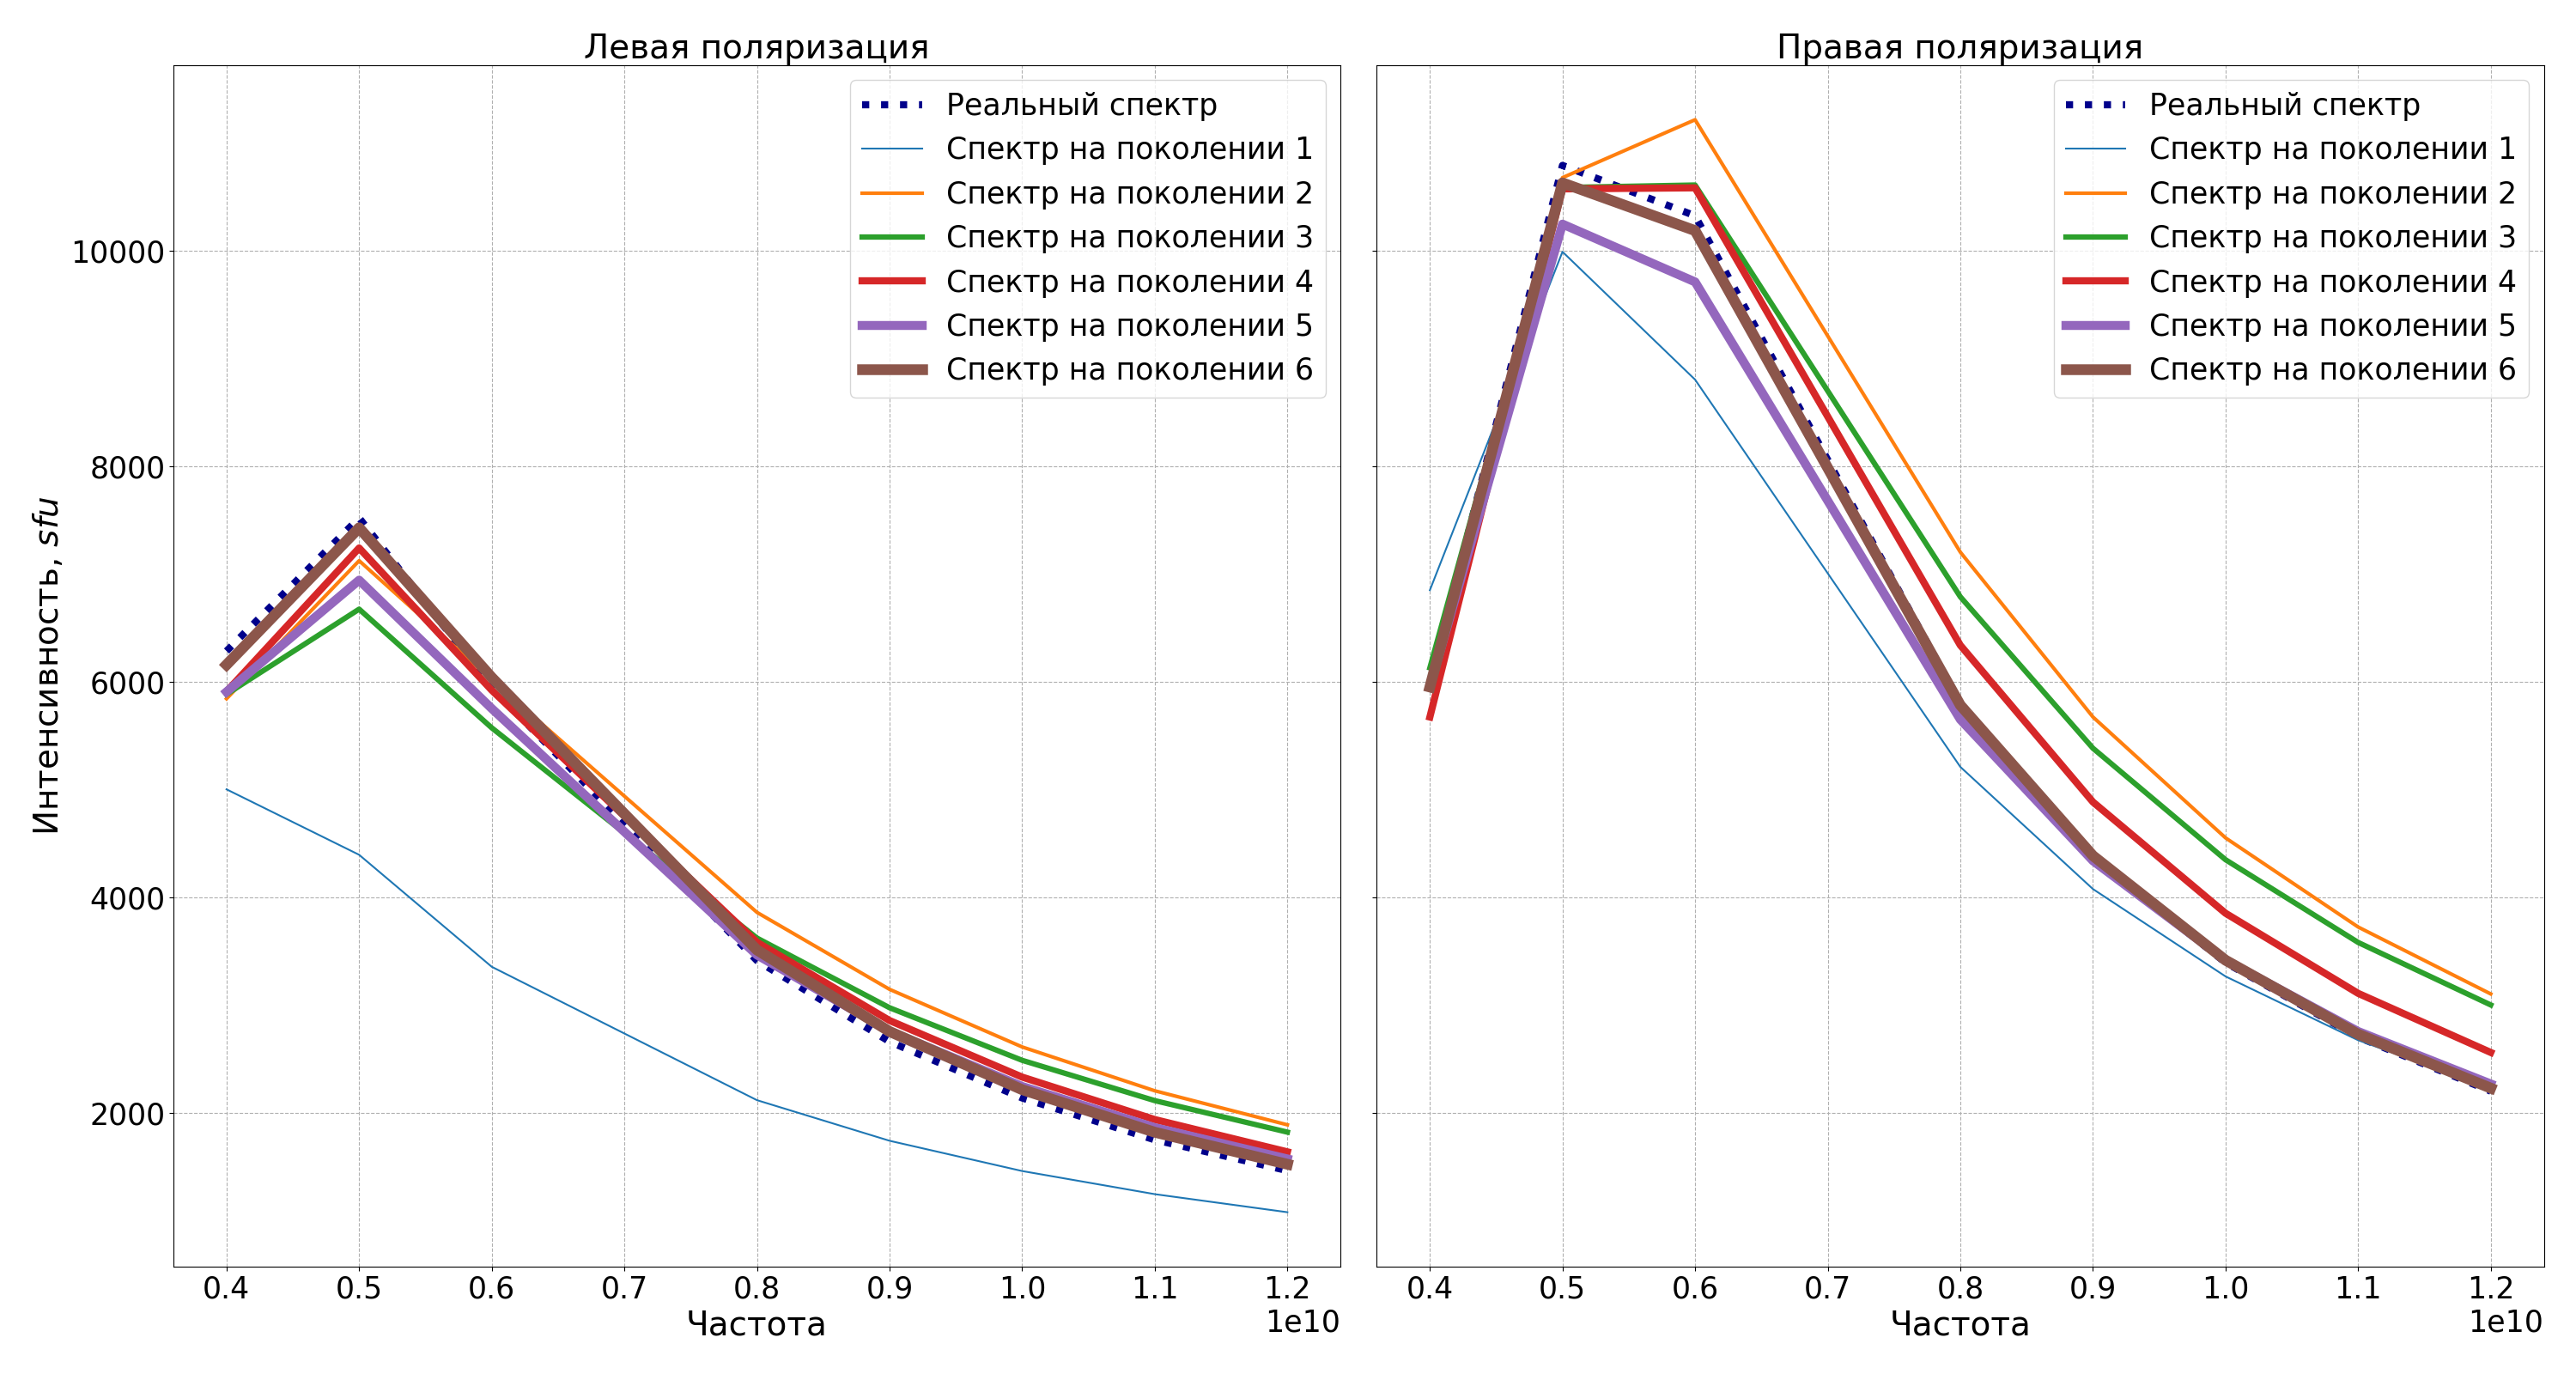 Левая поляризация
Правая поляризация
Реальный спектр
Спектр на поколении 1
Спектр на поколении 2
Спектр на поколении 3
Спектр на поколении 4
Спектр на поколении 5
Спектр на поколении 6
Реальный спектр
Спектр на поколении 1
Спектр на поколении 2
Спектр на поколении 3
Спектр на поколении 4
Спектр на поколении 5
Спектр на поколении 6
Интенсивность, sfu
10000
8000
6000
4000
2000
0.4 0.5 0.6 0.7 0.8 0.9 1.0 1.1 1.2
1e10
Частота
0.4 0.5 0.6 0.7 0.8 0.9 1.0 1.1 1.2
1e10
Частота